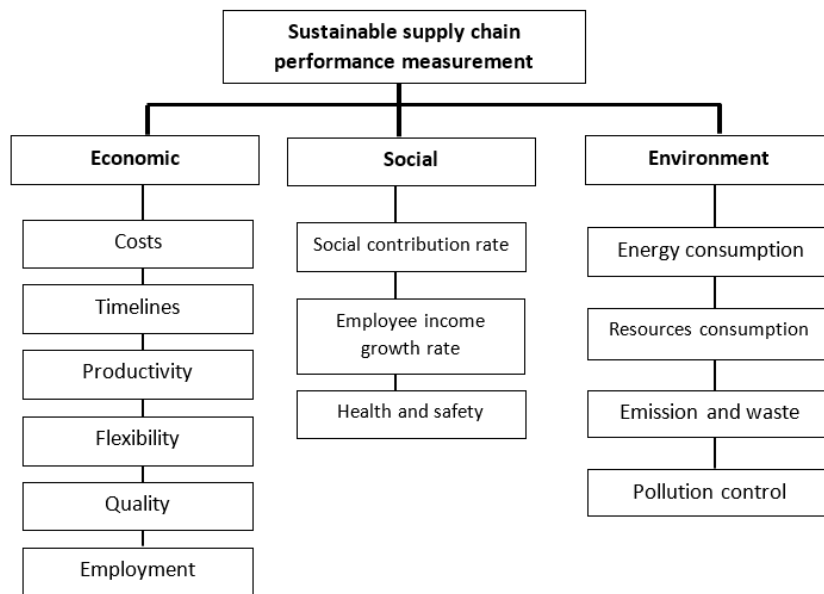 Sustainable supply chain
performance measurement
Economic
Costs
Timelines
Productivity
Flexibility
Quality
Employment
Social
Social contribution rate
Employee income
growth rate
Health and safety
Environment
Energy consumption
Resources consumption
Emission and waste
Pollution control